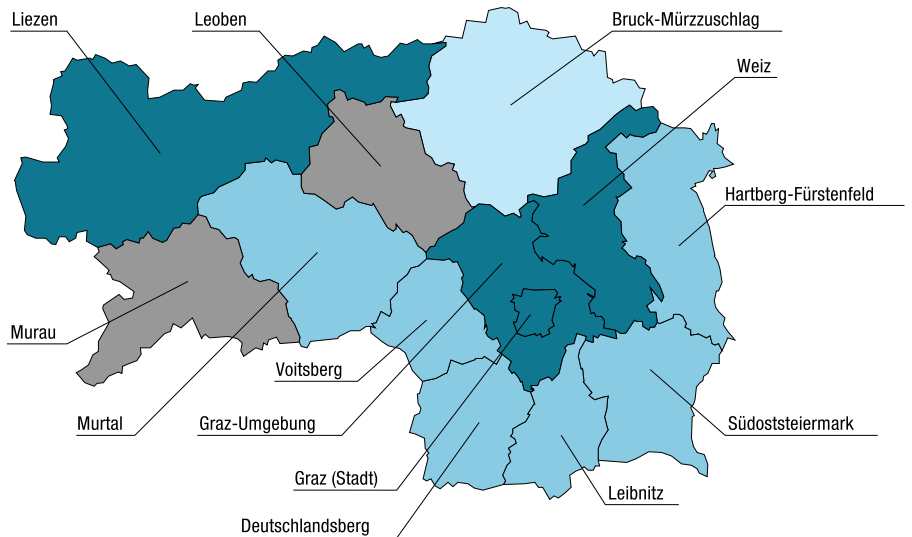 Liezen
Leoben
Bruck-Mürzzuschlag
Weiz
Hartberg-Fürstenfeld
Murau
Voitsberg
Murtal
Graz-Umgebung
Südoststeiermark
Graz (Stadt)
Leibnitz
Deutschlandsberg